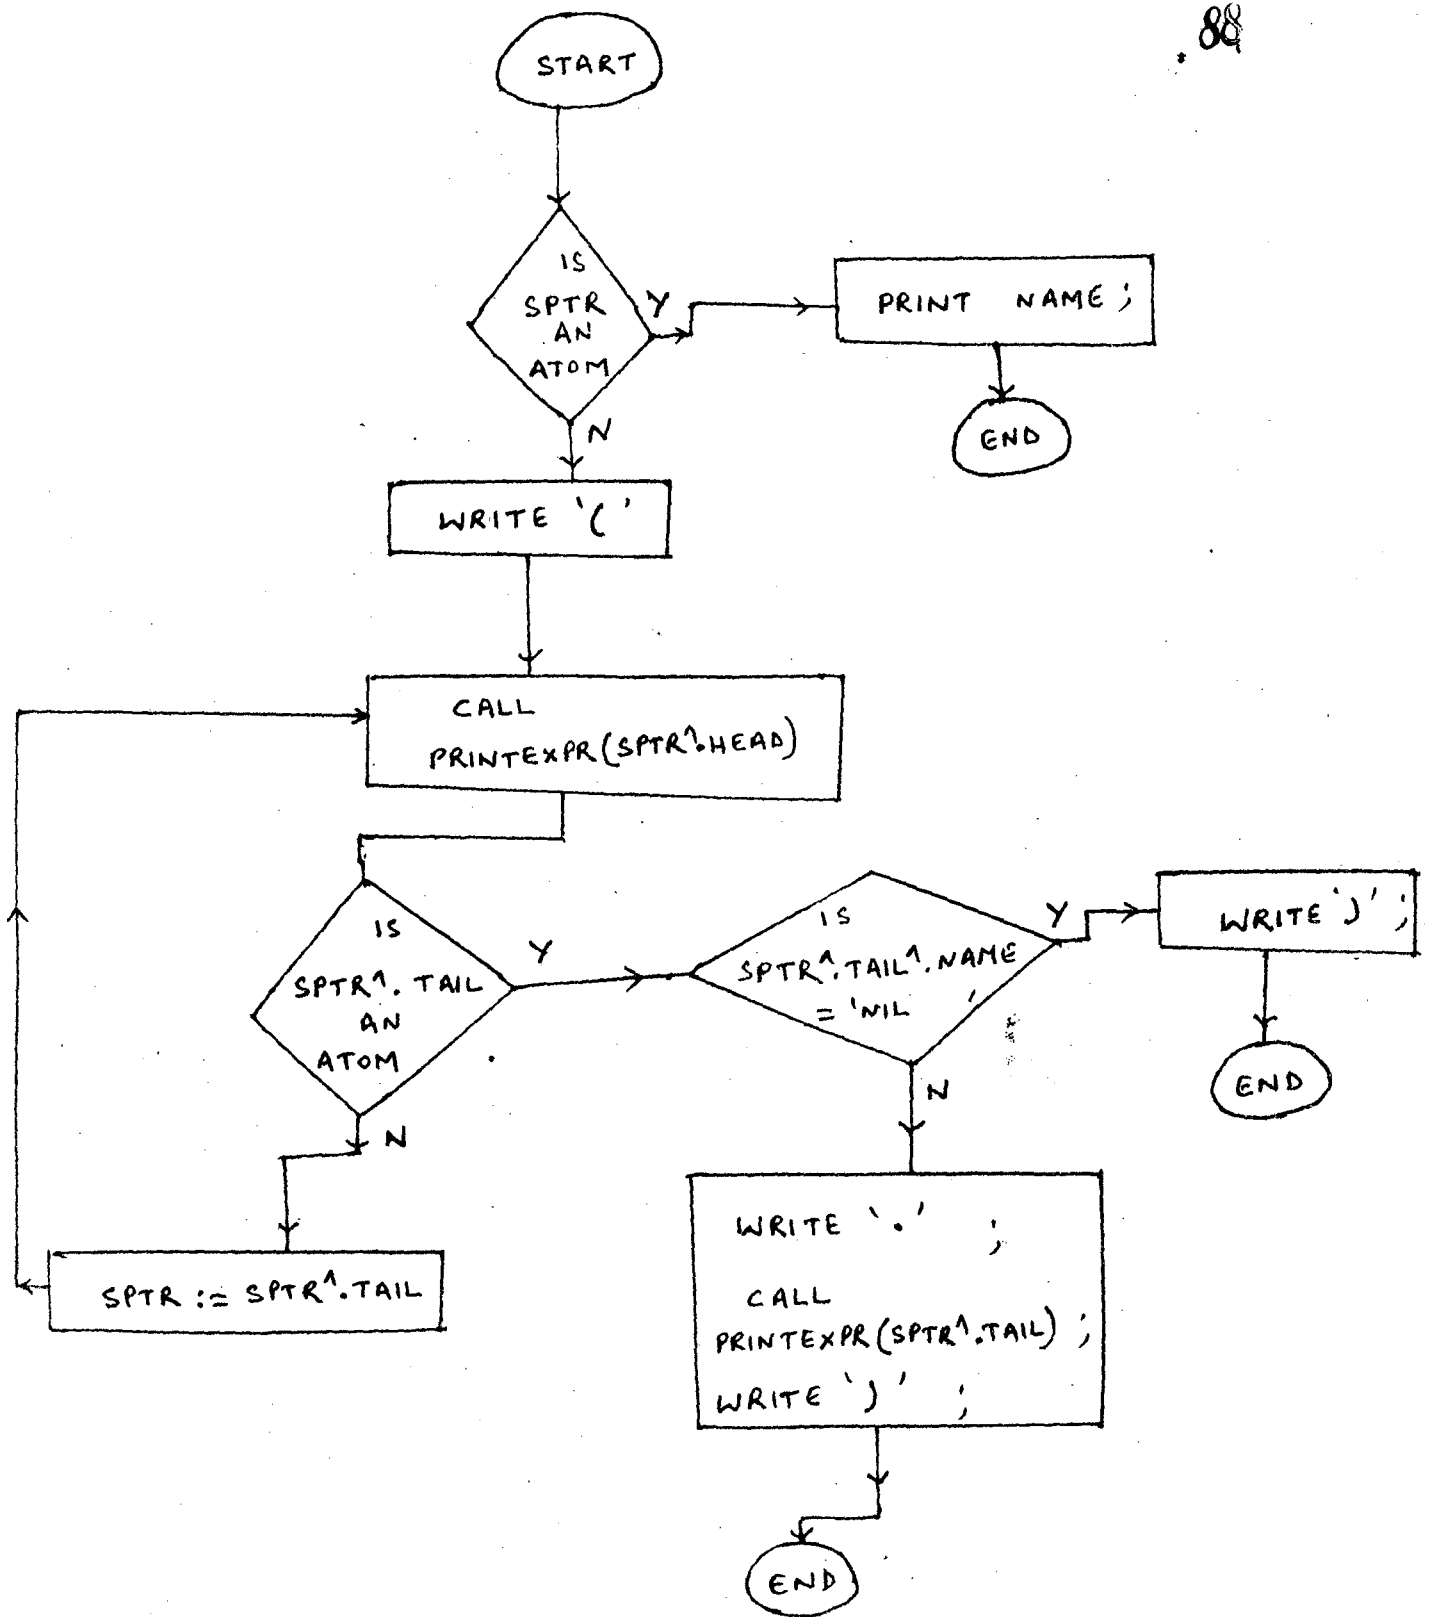 .88
START
IS
SPTR
AN
ATOM
Y
PRINT NAME ;
END
N
WRITE '('
CALL
PRINTEXPR(SPTR^.HEAD)
IS
SPTR^.TAIL
AN
ATOM
Y
IS
SPTR^.TAIL^.NAME
= 'NIL '
Y
WRITE ')' ;
END
N
N
WRITE '.' ;
CALL
PRINTEXPR(SPTR^.TAIL) ;
WRITE ')' ;
SPTR := SPTR^.TAIL
END